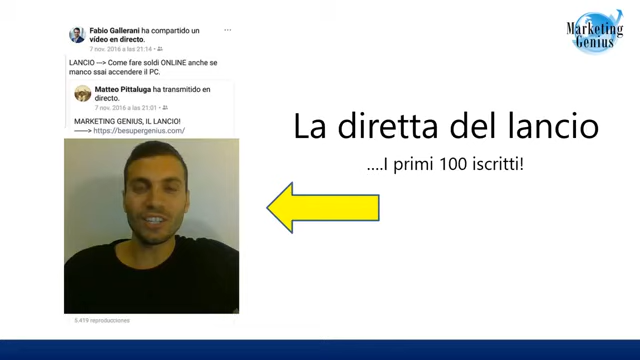 Fabio Gallerani ha compartido un
vídeo en directo.
7 nov. 2016 a las 21:14
LANCIO ---> Come fare soldi ONLINE anche se
manco ssai accendere il PC.
Matteo Pittaluga ha transmitido en
directo.
7 nov. 2016 a las 21:01
MARKETING GENIUS, IL LANCIO!
----> https://besupergenius.com/
5.419 reproducciones
Marketing
Genius
La diretta del lancio
....I primi 100 iscritti!